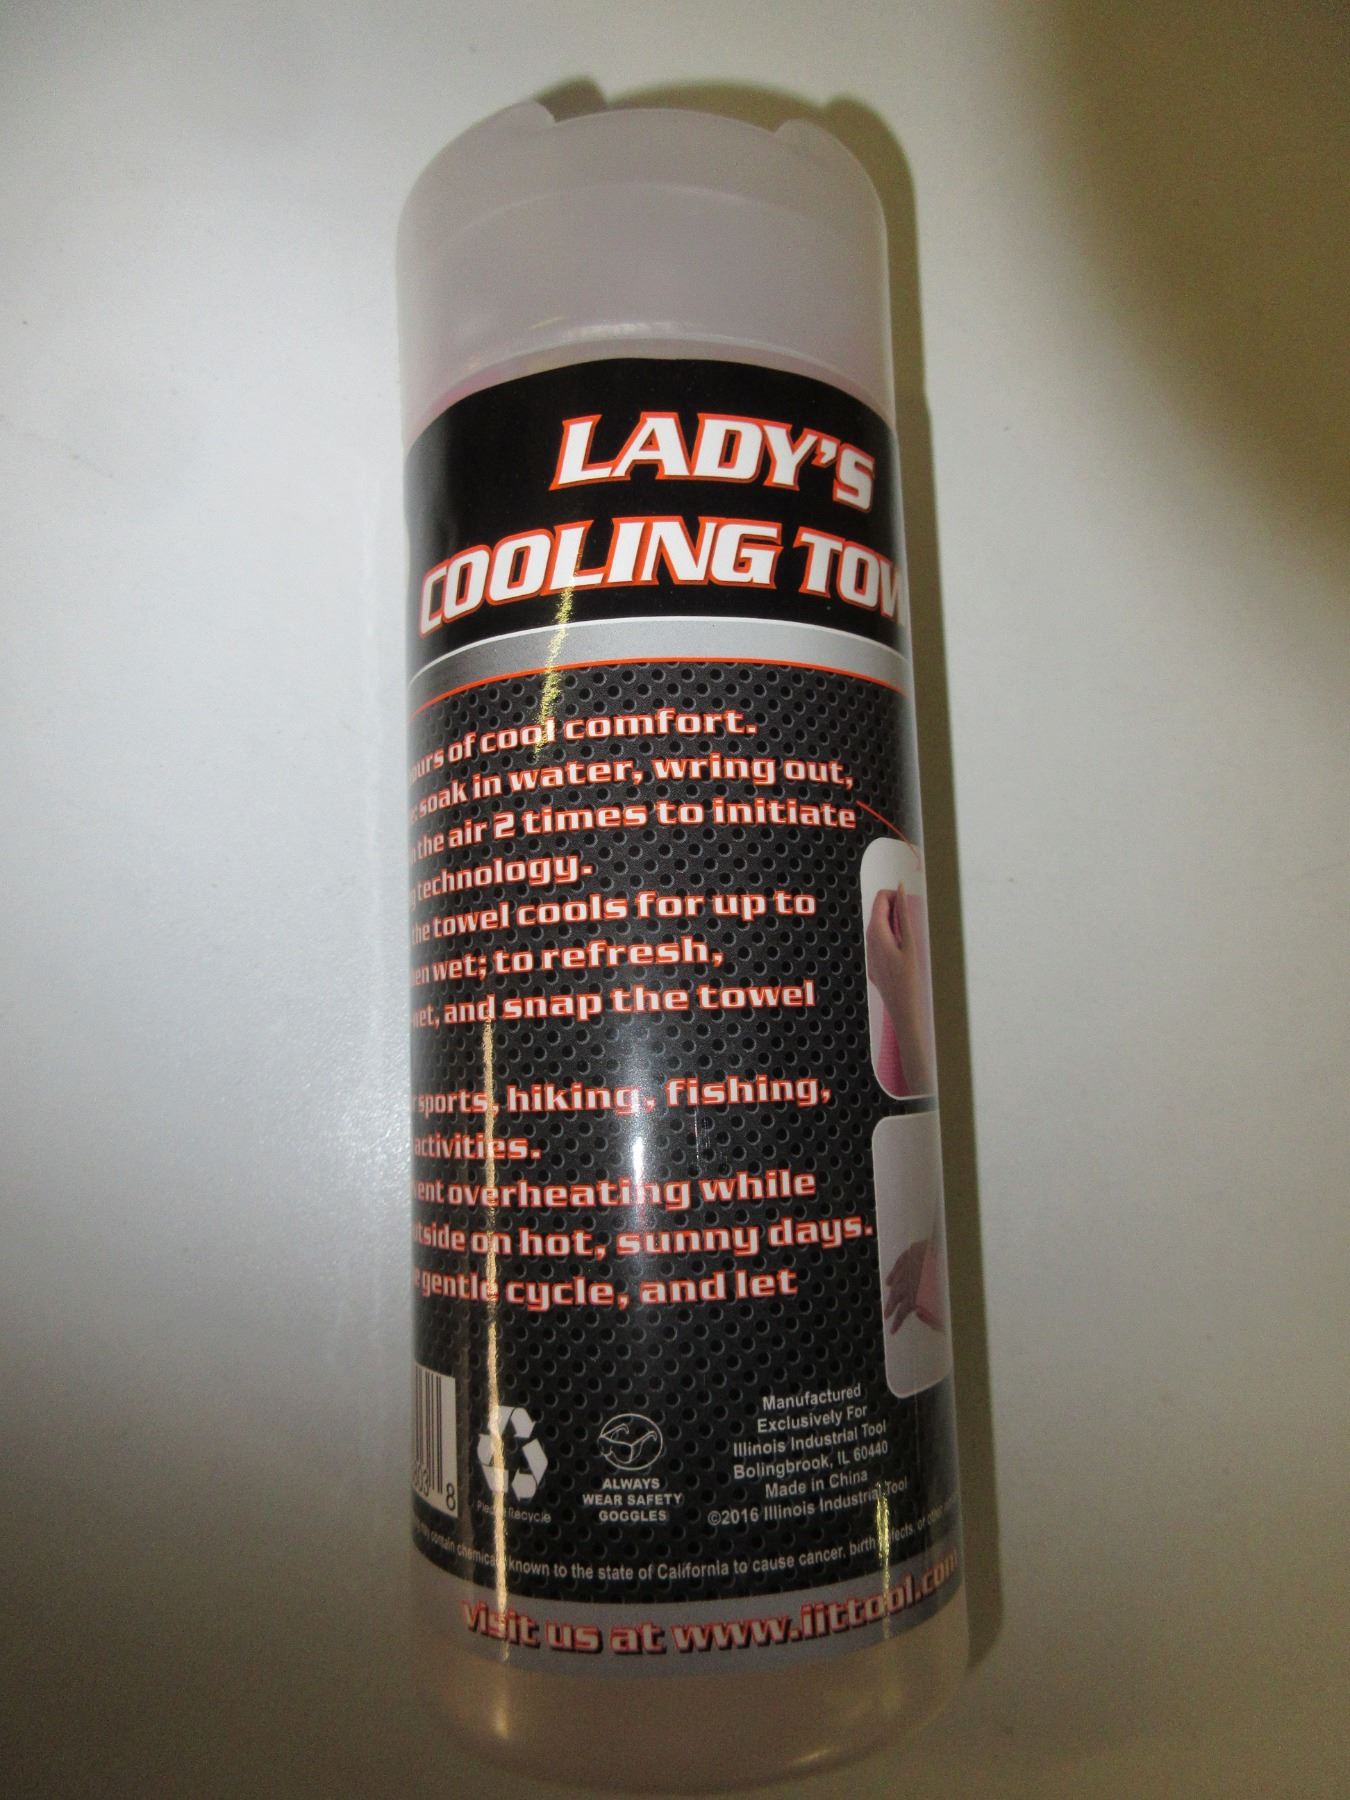 LADY'S
COOLING TOW
ours of cool comfort.
soak in water, wring out,
the air 2 times to initiate
technology.
the towel cools for up to
en wet; to refresh,
wet, and snap the towel
sports, hiking, fishing,
activities.
ent overheating while
tside on hot, sunny days.
gentle cycle, and let
8
Please Recycle
ALWAYS
WEAR SAFETY
GOGGLES
Manufactured
Exclusively For
Illinois Industrial Tool
Bolingbrook, IL 60440
Made in China
©2016 Illinois Industrial Tool
contain chemicals known to the state of California to cause cancer, birth defects, or other
visit us at www.iittool.com